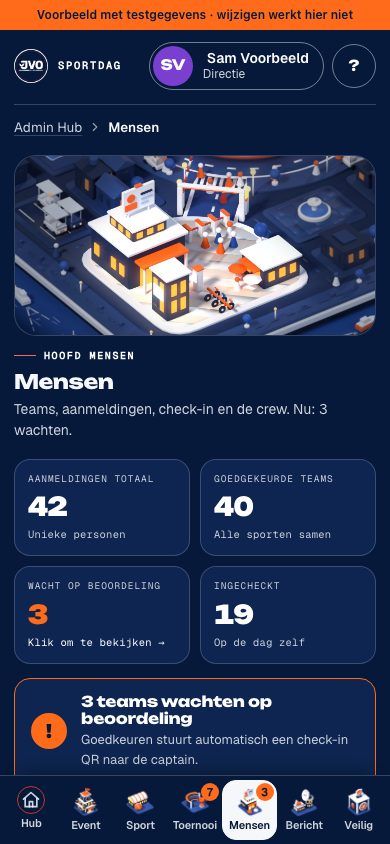 Voorbeeld met testgegevens · wijzigen werkt hier niet
JVO
SPORTDAG
SV
Sam Voorbeeld
Directie
?
Admin Hub > Mensen
HOOFD MENSEN
Mensen
Teams, aanmeldingen, check-in en de crew. Nu: 3
wachten.
AANMELDINGEN TOTAAL
42
Unieke personen
GOEDGEKEURDE TEAMS
40
Alle sporten samen
WACHT OP BEOORDELING
3
Klik om te bekijken →
INGECHECKT
19
Op de dag zelf
!
3 teams wachten op
beoordeling
Goedkeuren stuurt automatisch een check-in
QR naar de captain.
Hub
Event
Sport
7
Toernooi
3
Mensen
Bericht
Veilig